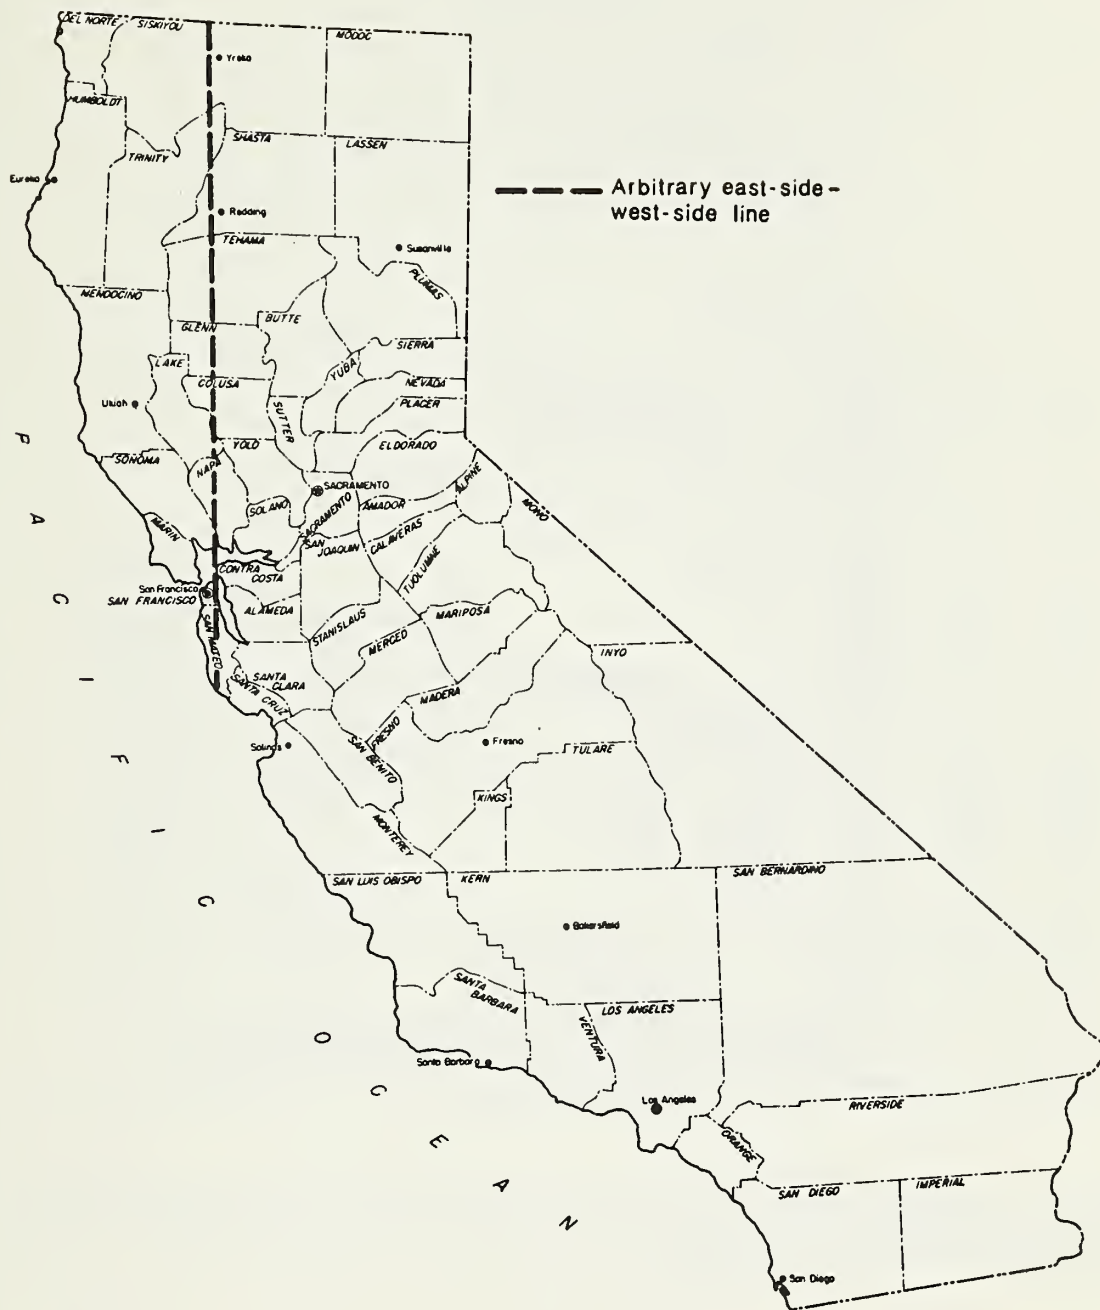 DEL NORTE
SISKIYOU
MODOC
Yreka
HUMBOLDT
SHASTA
LASSEN
TRINITY
Eureka
Arbitrary east-side-
west-side line
Redding
TEHAMA
Susanville
PLUMAS
MENDOCINO
BUTTE
GLENN
SIERRA
LAKE
YUBA
COLUSA
NEVADA
Ukiah
SUTTER
PLACER
YOLO
ELDORADO
SONOMA
NAPA
ALPINE
SACRAMENTO
SOLANO
SACRAMENTO
AMADOR
MONO
MARIN
SAN
JOAQUIN
CALAVERAS
CONTRA
COSTA
TUOLUMNE
San Francisco
SAN FRANCISCO
ALAMEDA
MARIPOSA
STANISLAUS
SAN MATEO
MERCED
INYO
SANTA
CLARA
SANTA CRUZ
MADERA
FRESNO
Salinas
SAN BENITO
Fresno
TULARE
KINGS
MONTEREY
SAN LUIS OBISPO
KERN
SAN BERNARDINO
Bakersfield
SANTA
BARBARA
LOS ANGELES
VENTURA
Santa Barbara
Los Angeles
RIVERSIDE
ORANGE
SAN DIEGO
IMPERIAL
San Diego
PACIFIC OCEAN